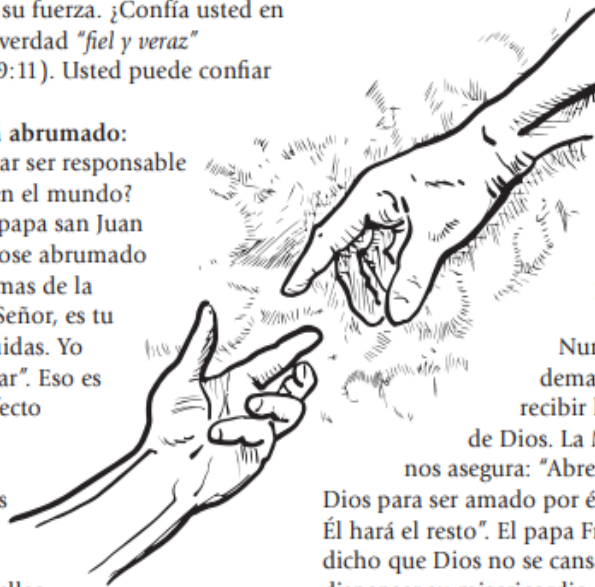 su fuerza. ¿Confía usted en
verdad “fiel y veraz”
:11). Usted puede confiar
abrumado:
ar ser responsable
en el mundo?
papa san Juan
ose abrumado
mas de la
Señor, es tu
idas. Yo
ar”. Eso es
fecto
s
Nun
dema
recibir l
de Dios. La M
nos asegura: “Abre
Dios para ser amado por é
Él hará el resto”. El papa Fr
dicho que Dios no se cans